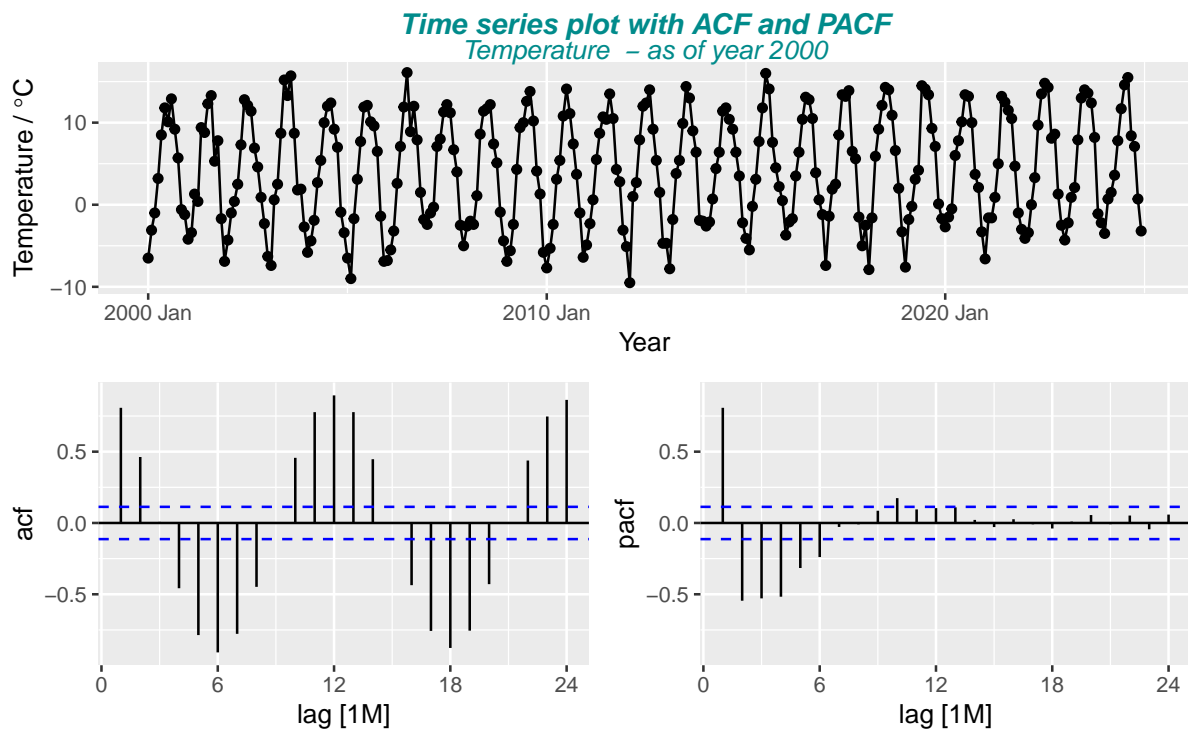 Time series plot with ACF and PACF
Temperature – as of year 2000
Temperature / °C
10
0
−10
2000 Jan
2010 Jan
2020 Jan
Year
acf
0.5
0.0
−0.5
0
6
12
18
24
lag [1M]
pacf
0.5
0.0
−0.5
0
6
12
18
24
lag [1M]